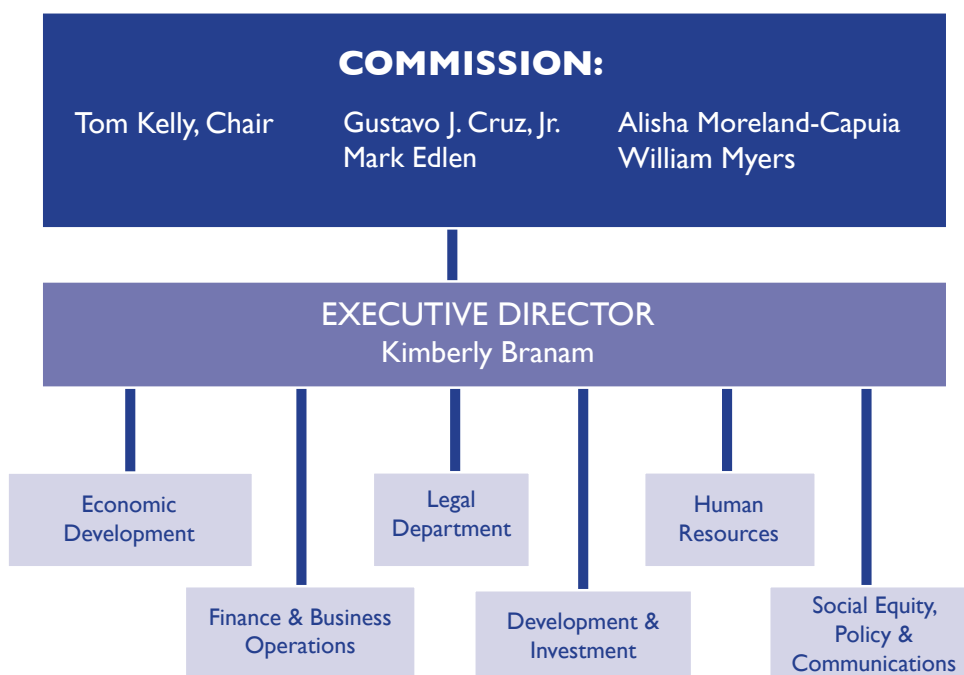 COMMISSION:
Tom Kelly, Chair
Gustavo J. Cruz, Jr.
Mark Edlen
Alisha Moreland-Capuia
William Myers
EXECUTIVE DIRECTOR
Kimberly Branam
Economic
Development
Legal
Department
Human
Resources
Finance & Business
Operations
Development &
Investment
Social Equity,
Policy &
Communications